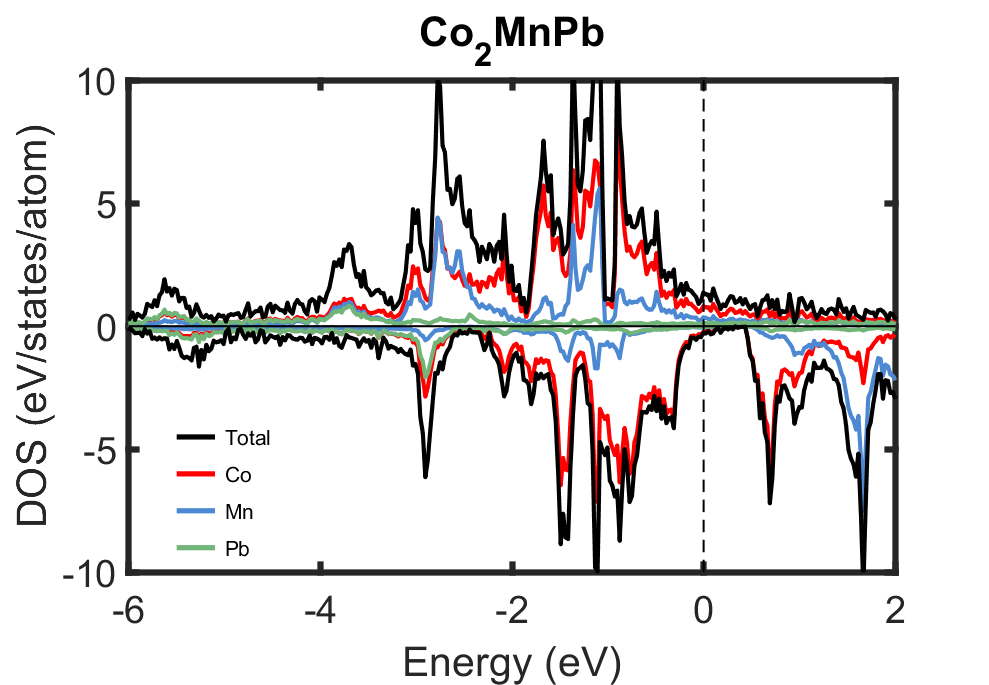 Co₂MnPb
10
5
0
-5
-10
DOS (eV/states/atom)
Total
Co
Mn
Pb
-6 -4 -2 0 2
Energy (eV)